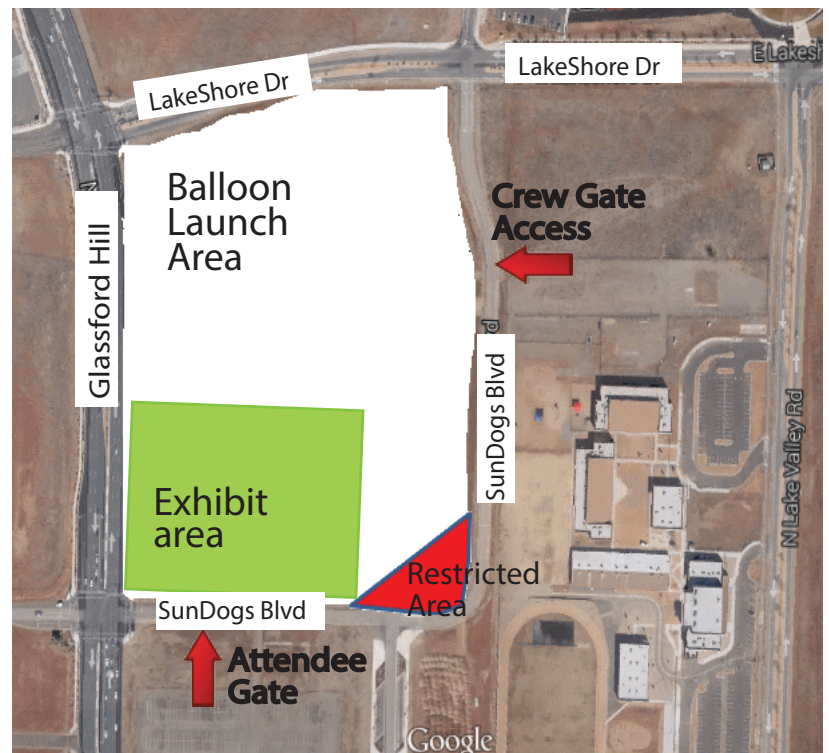 LakeShore Dr
LakeShore Dr
E Lakesh
Balloon
Launch
Area
Crew Gate
Access
Glassford Hill
SunDogs Blvd
N Lake Valley Rd
Exhibit
area
Restricted
Area
SunDogs Blvd
Attendee
Gate
Google